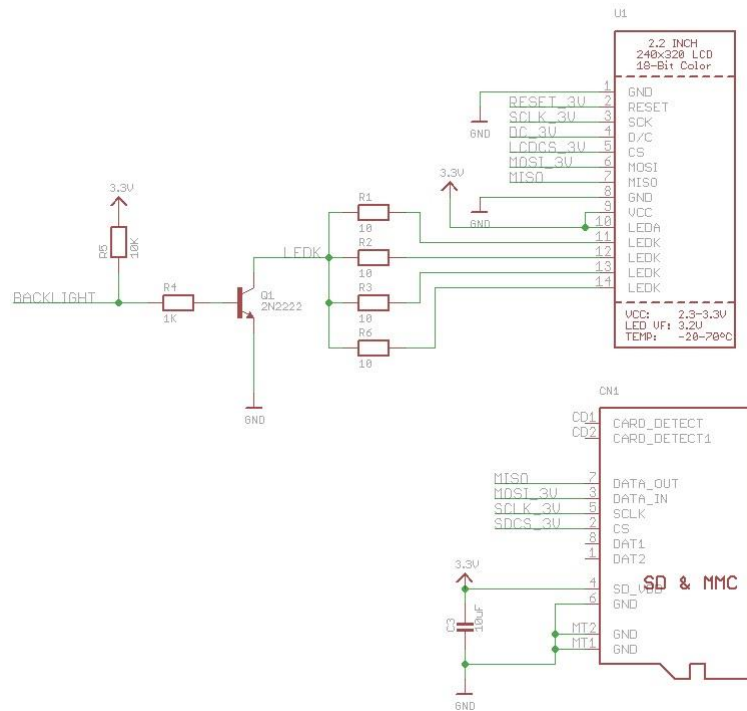 U1
2.2 INCH
240x320 LCD
18-Bit Color
1 GND
RESET_3V 2 RESET
SCLK_3V 3 SCK
DC_3V 4 D/C
LCDCS_3V 5 CS
MOSI_3V 6 MOSI
MISO 7 MISO
GND
8 GND
3.3V
9 VCC
GND
10 LEDA
11 LEDK
12 LEDK
13 LEDK
14 LEDK
VCC: 2.3-3.3V
LED VF: 3.2V
TEMP: -20-70ºC
3.3V
R5
10K
BACKLIGHT
R4
1K
LEDK
Q1
2N2222
GND
R1
10
R2
10
R3
10
R6
10
CN1
CD1 CARD_DETECT
CD2 CARD_DETECT1
MISO 7 DATA_OUT
MOSI_3V 3 DATA_IN
SCLK_3V 5 SCLK
SDCS_3V 2 CS
8 DAT1
1 DAT2
SD & MMC
3.3V
4 SD_VDD
6 GND
C3
10uF
MT2 GND
MT1 GND
GND